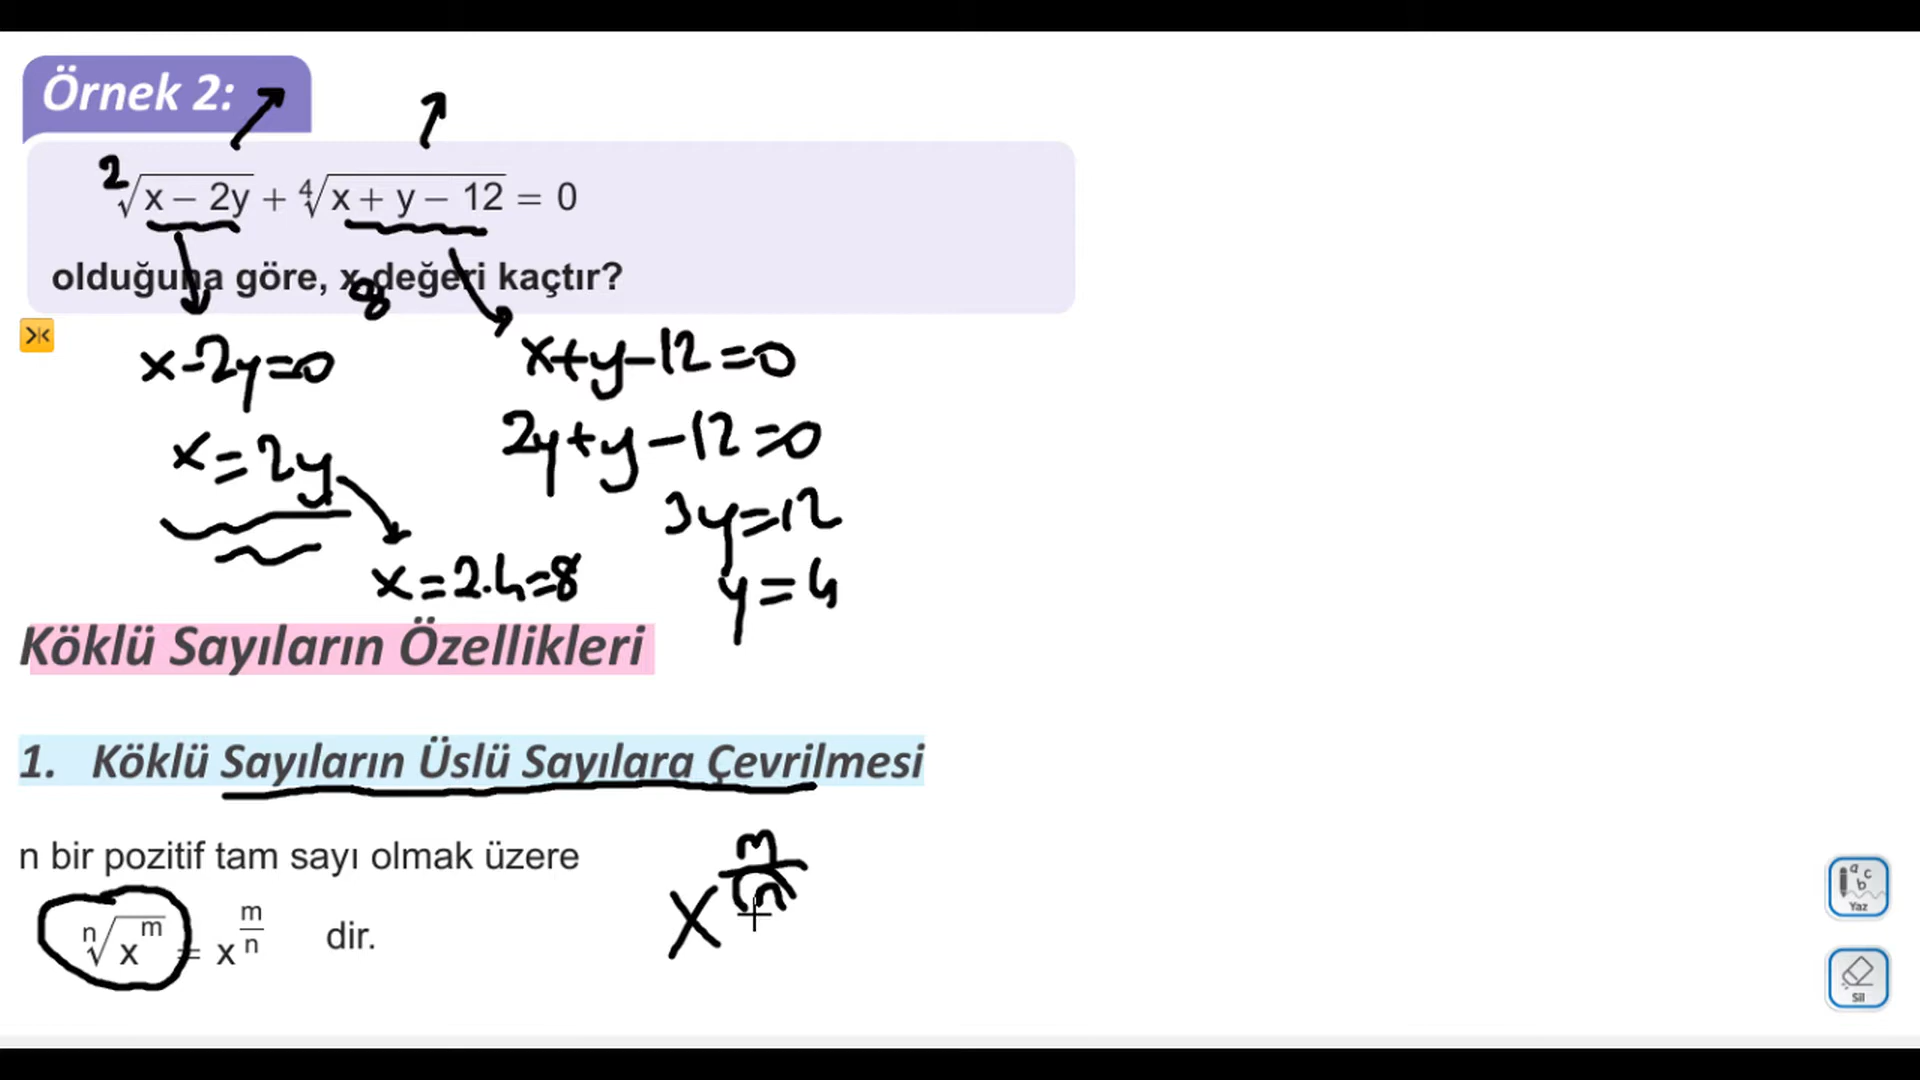 Örnek 2:
2√x – 2y + ⁴√x + y – 12 = 0
olduğuna göre, x değeri kaçtır?
8
x-2y=0
x+y-12=0
x=2y
2y+y-12=0
3y=12
x=2.4=8
y=4
Köklü Sayıların Özellikleri
1. Köklü Sayıların Üslü Sayılara Çevrilmesi
n bir pozitif tam sayı olmak üzere
ⁿ√xᵐ = x^(m/n) dir.
x^(m/n)
a b c
Yaz
Sil